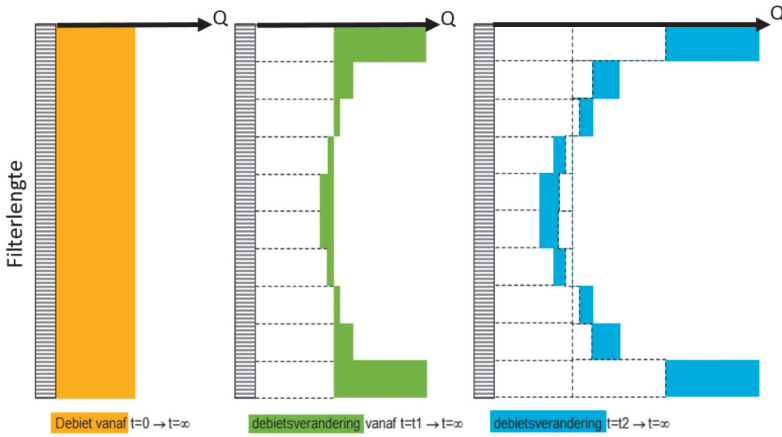 Q
Q
Q
Filterlengte
Debiet vanaf t=0 → t=∞
debietsverandering vanaf t=t1 → t=∞
debietsverandering t=t2 → t=∞